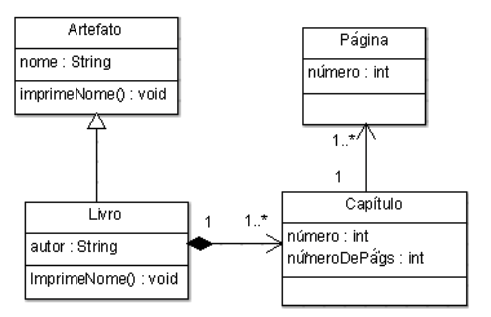 Artefato
nome : String
imprimeNome() : void
Página
número : int
1..*
1
Livro
autor : String
ImprimeNome() : void
1
1..*
Capítulo
número : int
númeroDePágs : int